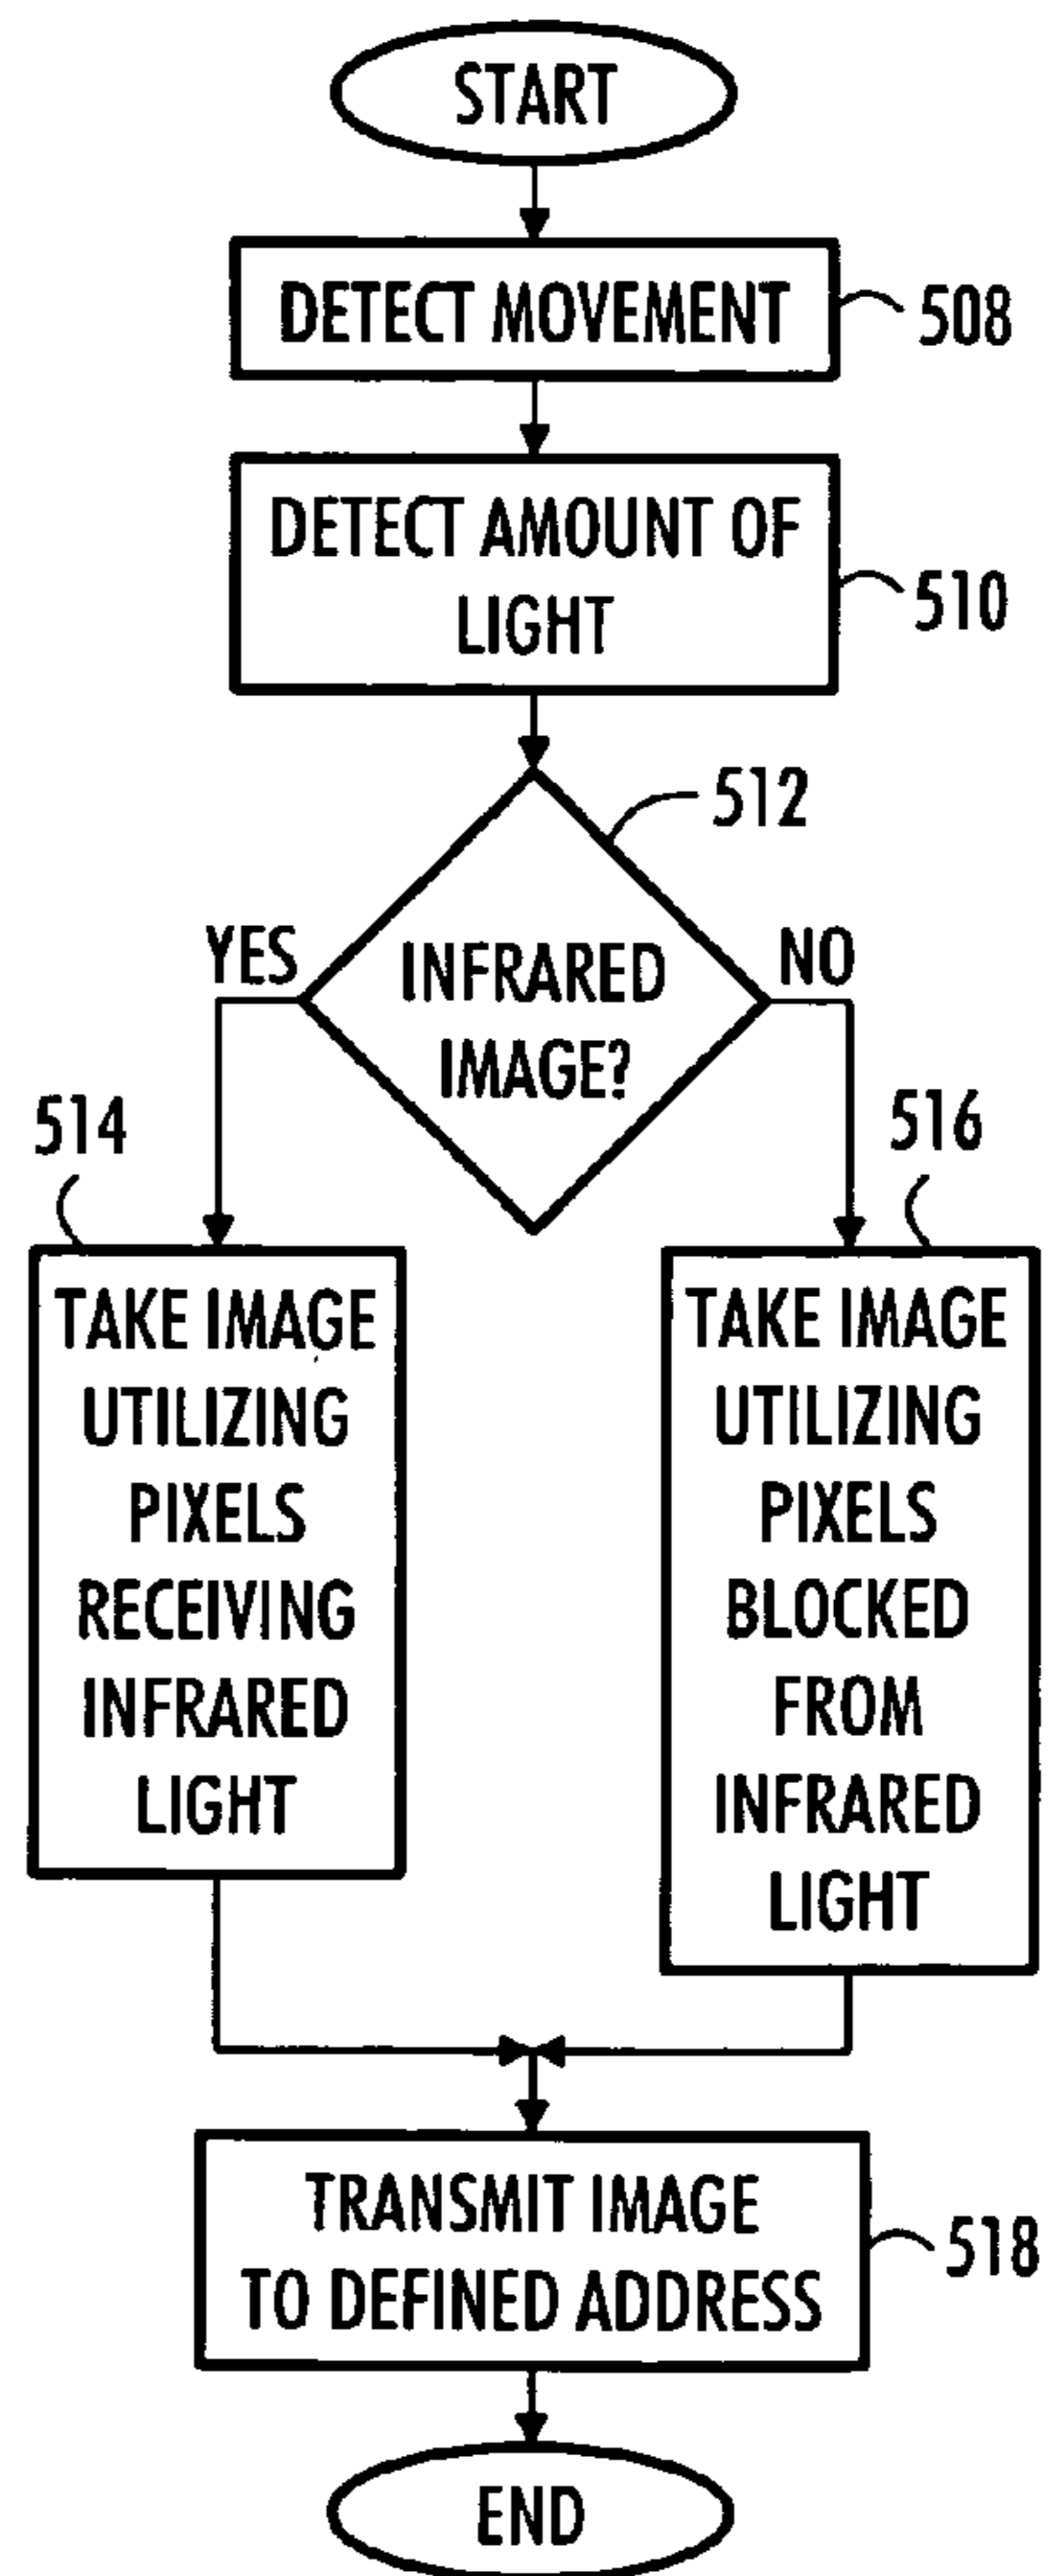 START
DETECT MOVEMENT
508
DETECT AMOUNT OF
LIGHT
510
512
YES
INFRARED
IMAGE?
NO
514
TAKE IMAGE
UTILIZING
PIXELS
RECEIVING
INFRARED
LIGHT
516
TAKE IMAGE
UTILIZING
PIXELS
BLOCKED
FROM
INFRARED
LIGHT
TRANSMIT IMAGE
TO DEFINED ADDRESS
518
END